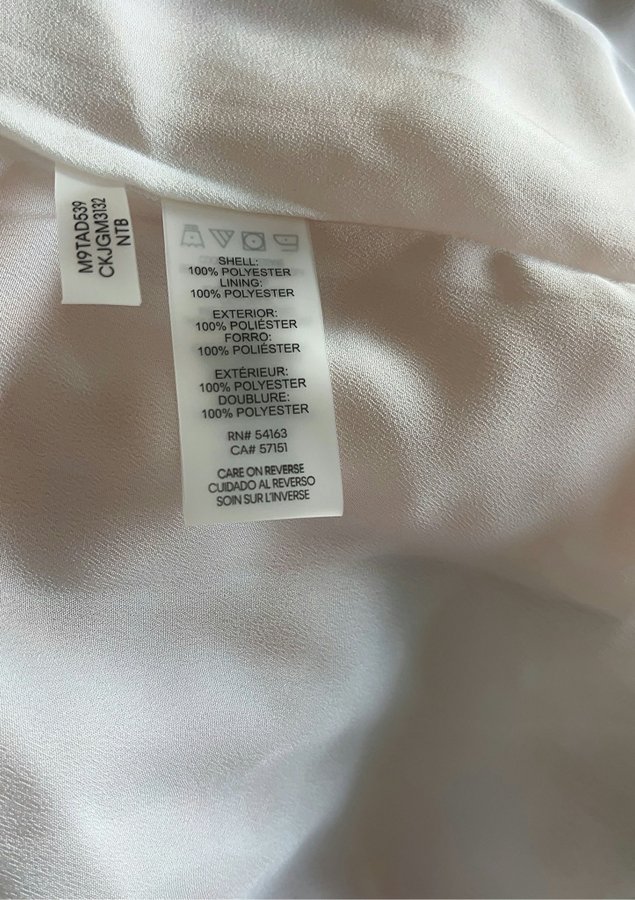 M9TAD539
CKJGM3132
NTB
SHELL:
100% POLYESTER
LINING:
100% POLYESTER
EXTERIOR:
100% POLIÉSTER
FORRO:
100% POLIÉSTER
EXTÉRIEUR:
100% POLYESTER
DOUBLURE:
100% POLYESTER
RN# 54163
CA# 57151
CARE ON REVERSE
CUIDADO AL REVERSO
SOIN SUR L'INVERSE